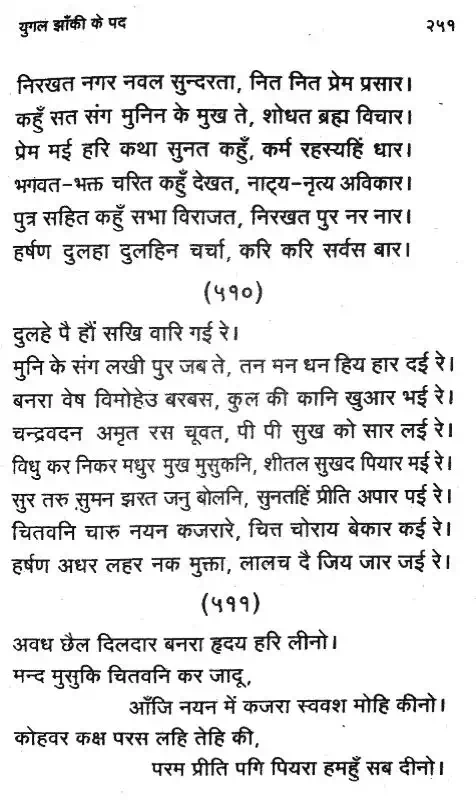 युगल झाँकी के पद २५१
निरखत नगर नवल सुन्दरता, नित नित प्रेम प्रसार।
कहुँ सत संग मुनिन के मुख ते, शोधत ब्रह्म विचार।
प्रेम मई हरि कथा सुनत कहुँ, कर्म रहस्यहिं धार।
भगवत-भक्त चरित कहुँ देखत, नाट्य-नृत्य अविकार।
पुत्र सहित कहुँ सभा विराजत, निरखत पुर नर नार।
हर्षण दुलहा दुलहिन चर्चा, करि करि सर्वस बार।
(५१०)
दुलहे पै हौं सखि वारि गई रे।
मुनि के संग लखी पुर जब ते, तन मन धन हिय हार दई रे।
बनरा वेष विमोहेउ बरबस, कुल की कानि खुआर भई रे।
चन्द्रवदन अमृत रस चूवत, पी पी सुख को सार लई रे।
विधु कर निकर मधुर मुख मुसुकनि, शीतल सुखद पियार मई रे।
सुर तरु सुमन झरत जनु बोलनि, सुनतहिं प्रीति अपार पई रे।
चितवनि चारु नयन कजरारे, चित्त चोराय बेकार कई रे।
हर्षण अधर लहर नक मुक्ता, लालच दै जिय जार जई रे।
(५११)
अवध छैल दिलदार बनरा हृदय हरि लीनो।
मन्द मुसुकि चितवनि कर जादू,
आँजि नयन में कजरा स्ववश मोहि कीनो।
कोहवर कक्ष परस लहि तेहि की,
परम प्रीति पगि पियरा हमहुँ सब दीनो।